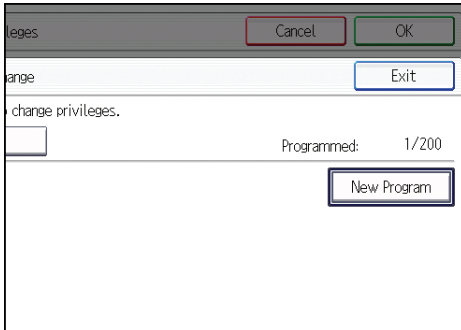 leges Cancel OK
ange Exit
change privileges.
Programmed: 1/200
New Program